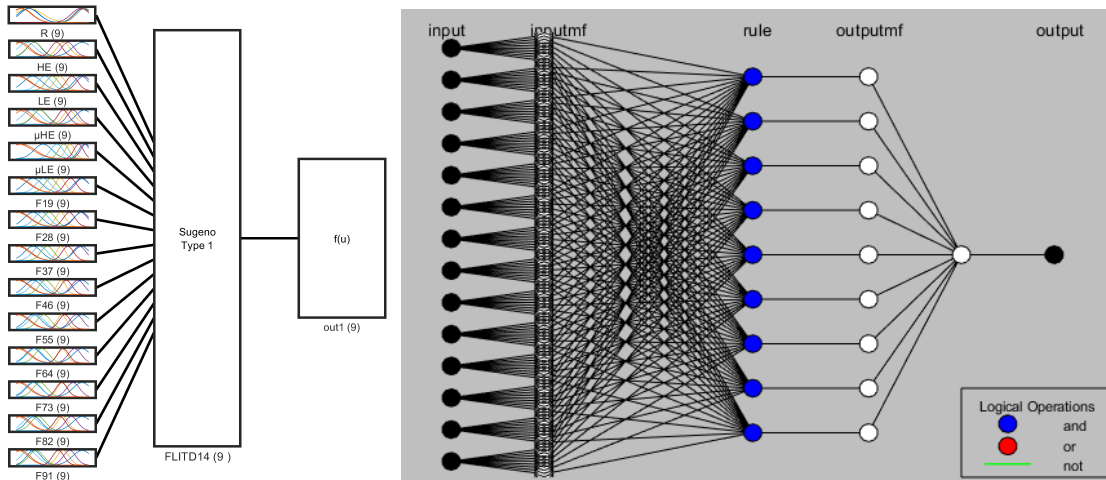 R (9)
HE (9)
LE (9)
µHE (9)
µLE (9)
F19 (9)
F28 (9)
F37 (9)
F46 (9)
F55 (9)
F64 (9)
F73 (9)
F82 (9)
F91 (9)
Sugeno
Type 1
FLITD14 (9 )
f(u)
out1 (9)
input
inputmf
rule
outputmf
output
Logical Operations
and
or
not